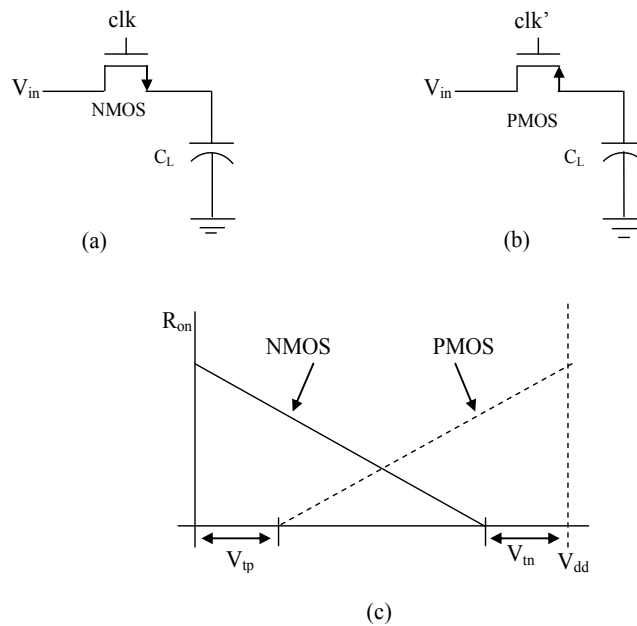 clk
V_in
NMOS
C_L
(a)
clk’
V_in
PMOS
C_L
(b)
R_on
NMOS
PMOS
V_tp
V_tn
V_dd
(c)